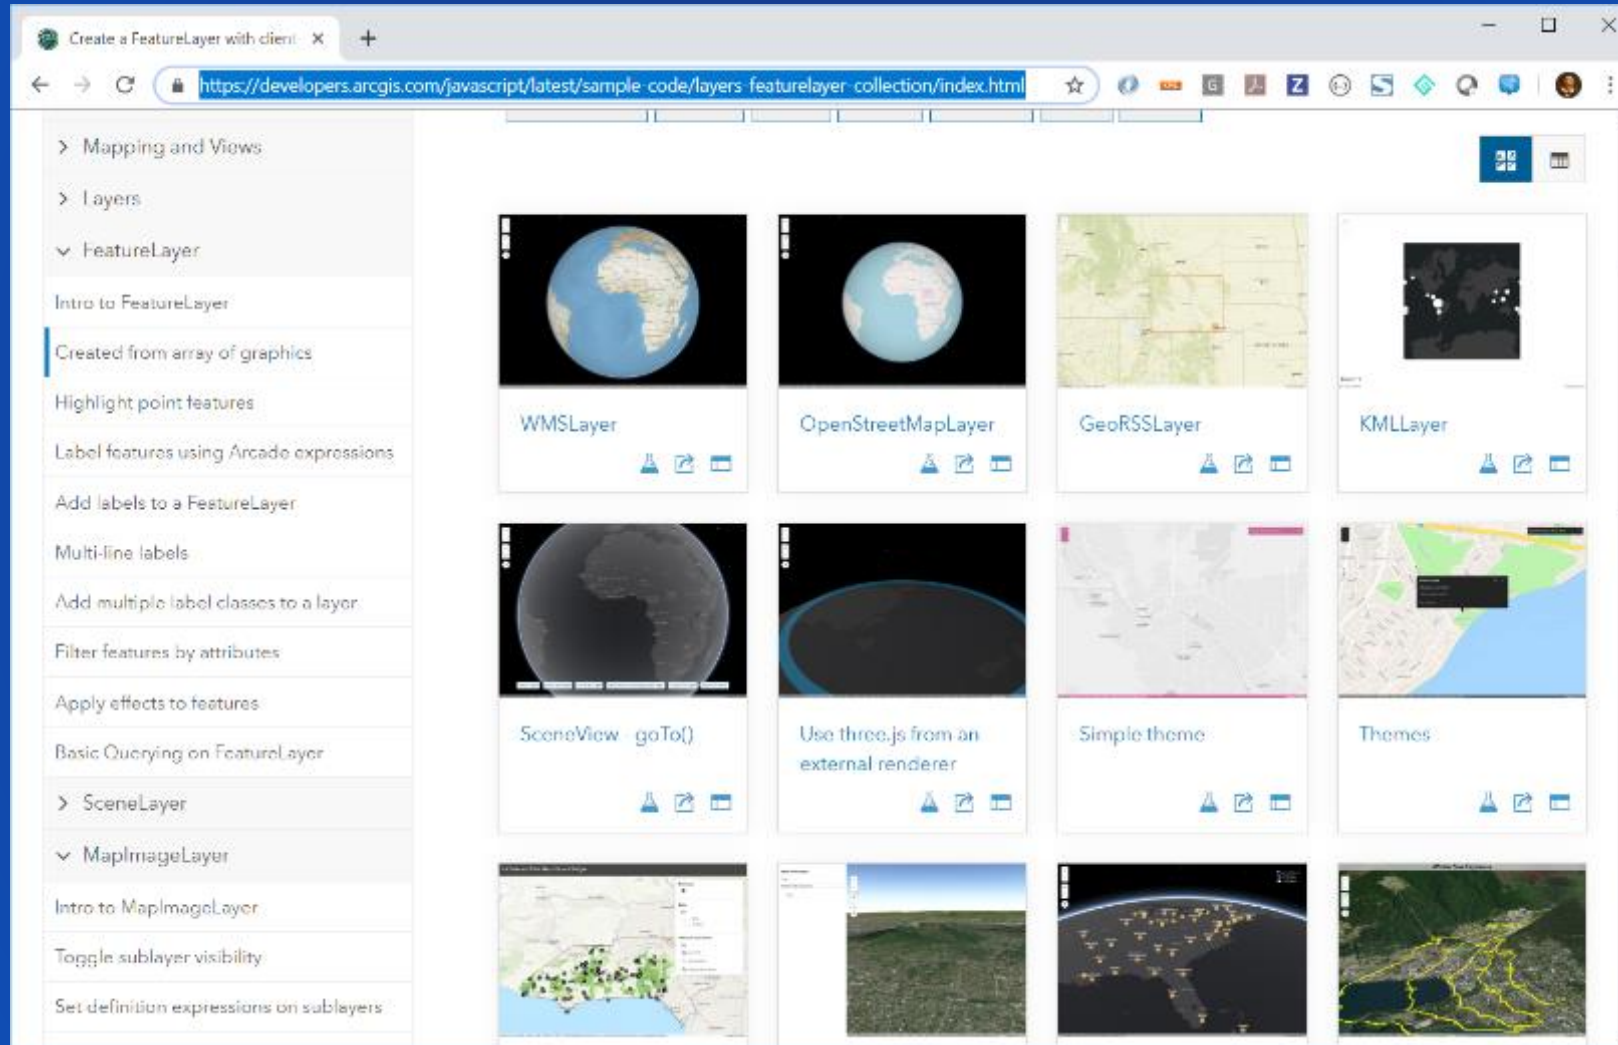 Create a FeatureLayer with client-
https://developers.arcgis.com/javascript/latest/sample-code/layers-featurelayer-collection/index.html
Mapping and Views
Layers
FeatureLayer
Intro to FeatureLayer
Created from array of graphics
Highlight point features
Label features using Arcade expressions
Add labels to a FeatureLayer
Multi-line labels
Add multiple label classes to a layer
Filter features by attributes
Apply effects to features
Basic Querying on FeatureLayer
SceneLayer
MapImageLayer
Intro to MapImageLayer
Toggle sublayer visibility
Set definition expressions on sublayers
WMSLayer
OpenStreetMapLayer
GeoRSSLayer
KMLLayer
SceneView - goTo()
Use three.js from an
external renderer
Simple theme
Themes